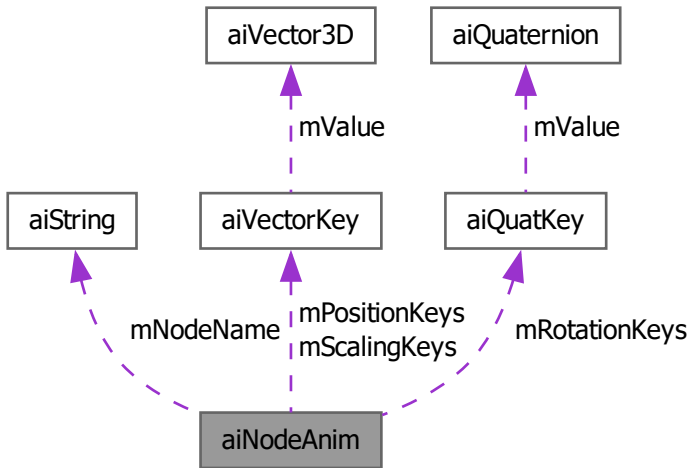 aiVector3D
aiQuaternion
mValue
mValue
aiString
aiVectorKey
aiQuatKey
mNodeName
mPositionKeys
mScalingKeys
mRotationKeys
aiNodeAnim